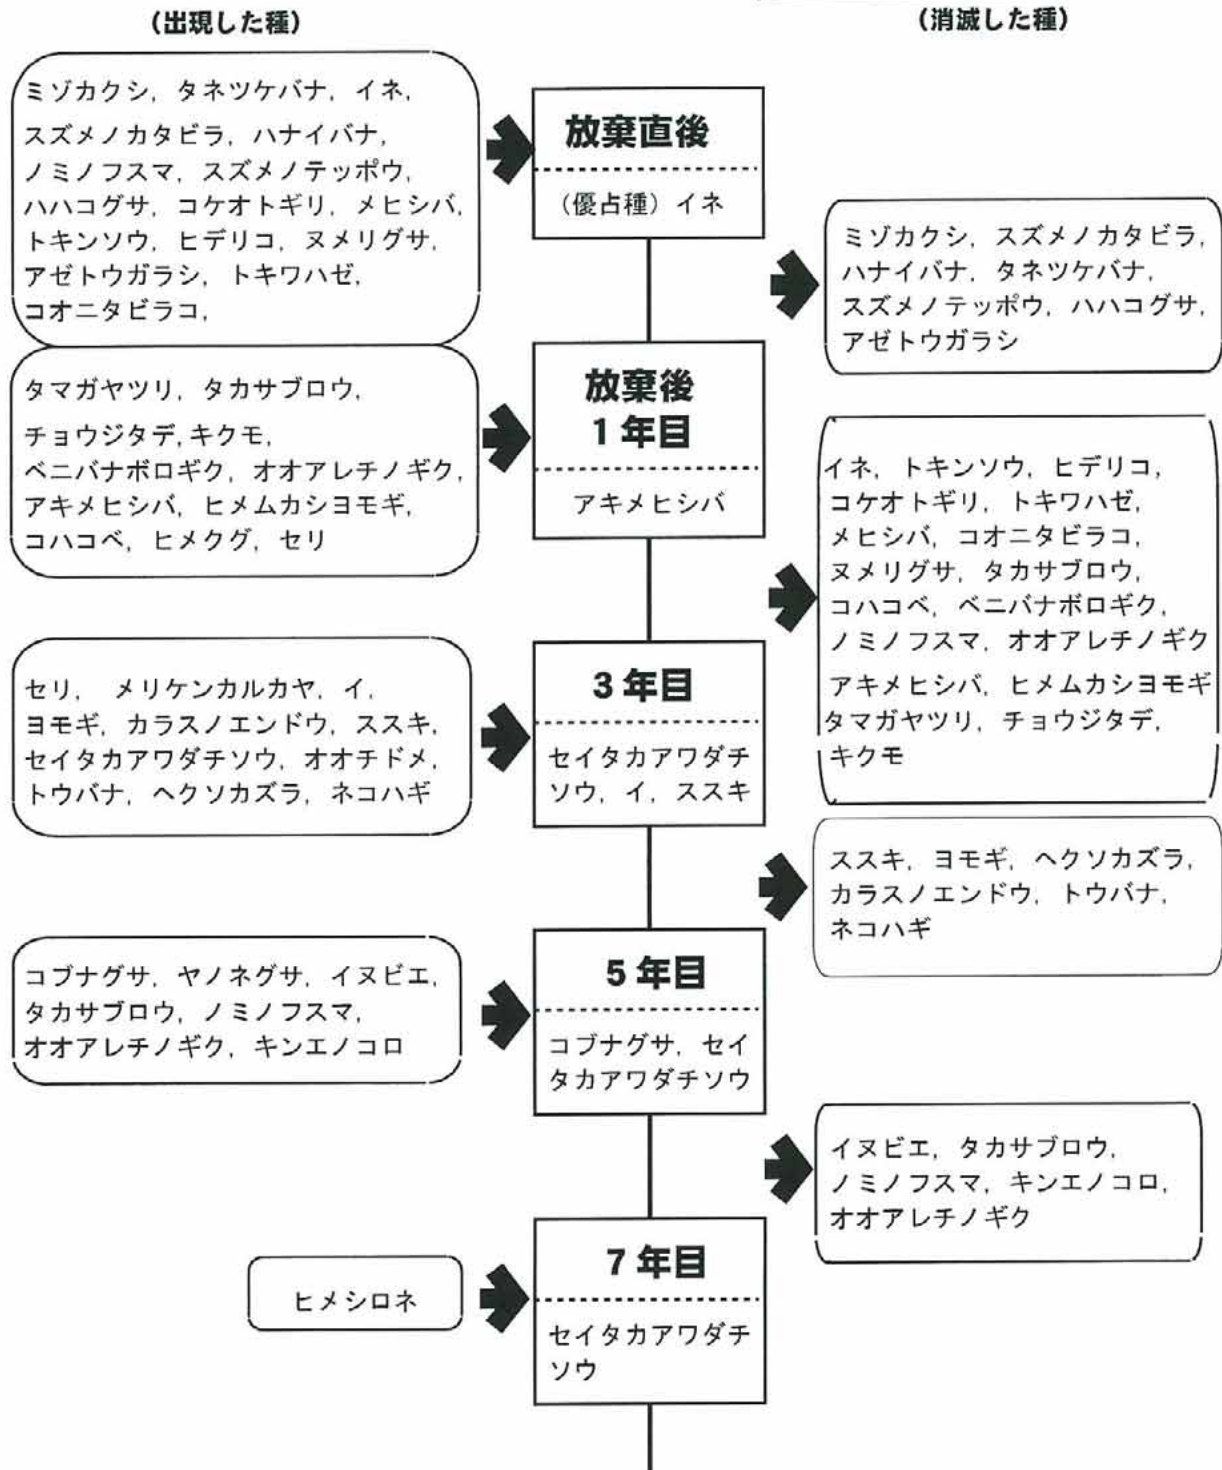 (出現した種)
(消滅した種)
ミゾカクシ, タネツケバナ, イネ,
スズメノカタビラ, ハナイバナ,
ノミノフスマ, スズメノテッポウ,
ハハコグサ, コケオトギリ, メヒシバ,
トキンソウ, ヒデリコ, ヌメリグサ,
アゼトウガラシ, トキワハゼ,
コオニタビラコ,
放棄直後
(優占種) イネ
ミゾカクシ, スズメノカタビラ,
ハナイバナ, タネツケバナ,
スズメノテッポウ, ハハコグサ,
アゼトウガラシ
タマガヤツリ, タカサブロウ,
チョウジタデ, キクモ,
ベニバナボロギク, オオアレチノギク,
アキメヒシバ, ヒメムカシヨモギ,
コハコベ, ヒメクグ, セリ
放棄後
1年目
アキメヒシバ
イネ, トキンソウ, ヒデリコ,
コケオトギリ, トキワハゼ,
メヒシバ, コオニタビラコ,
ヌメリグサ, タカサブロウ,
コハコベ, ベニバナボロギク,
ノミノフスマ, オオアレチノギク
アキメヒシバ, ヒメムカシヨモギ
タマガヤツリ, チョウジタデ,
キクモ
セリ, メリケンカルカヤ, イ,
ヨモギ, カラスノエンドウ, ススキ,
セイタカアワダチソウ, オオチドメ,
トウバナ, ヘクソカズラ, ネコハギ
3年目
セイタカアワダチ
ソウ, イ, ススキ
ススキ, ヨモギ, ヘクソカズラ,
カラスノエンドウ, トウバナ,
ネコハギ
コブナグサ, ヤノネグサ, イヌビエ,
タカサブロウ, ノミノフスマ,
オオアレチノギク, キンエノコロ
5年目
コブナグサ, セイ
タカアワダチソウ
イヌビエ, タカサブロウ,
ノミノフスマ, キンエノコロ,
オオアレチノギク
ヒメシロネ
7年目
セイタカアワダチ
ソウ